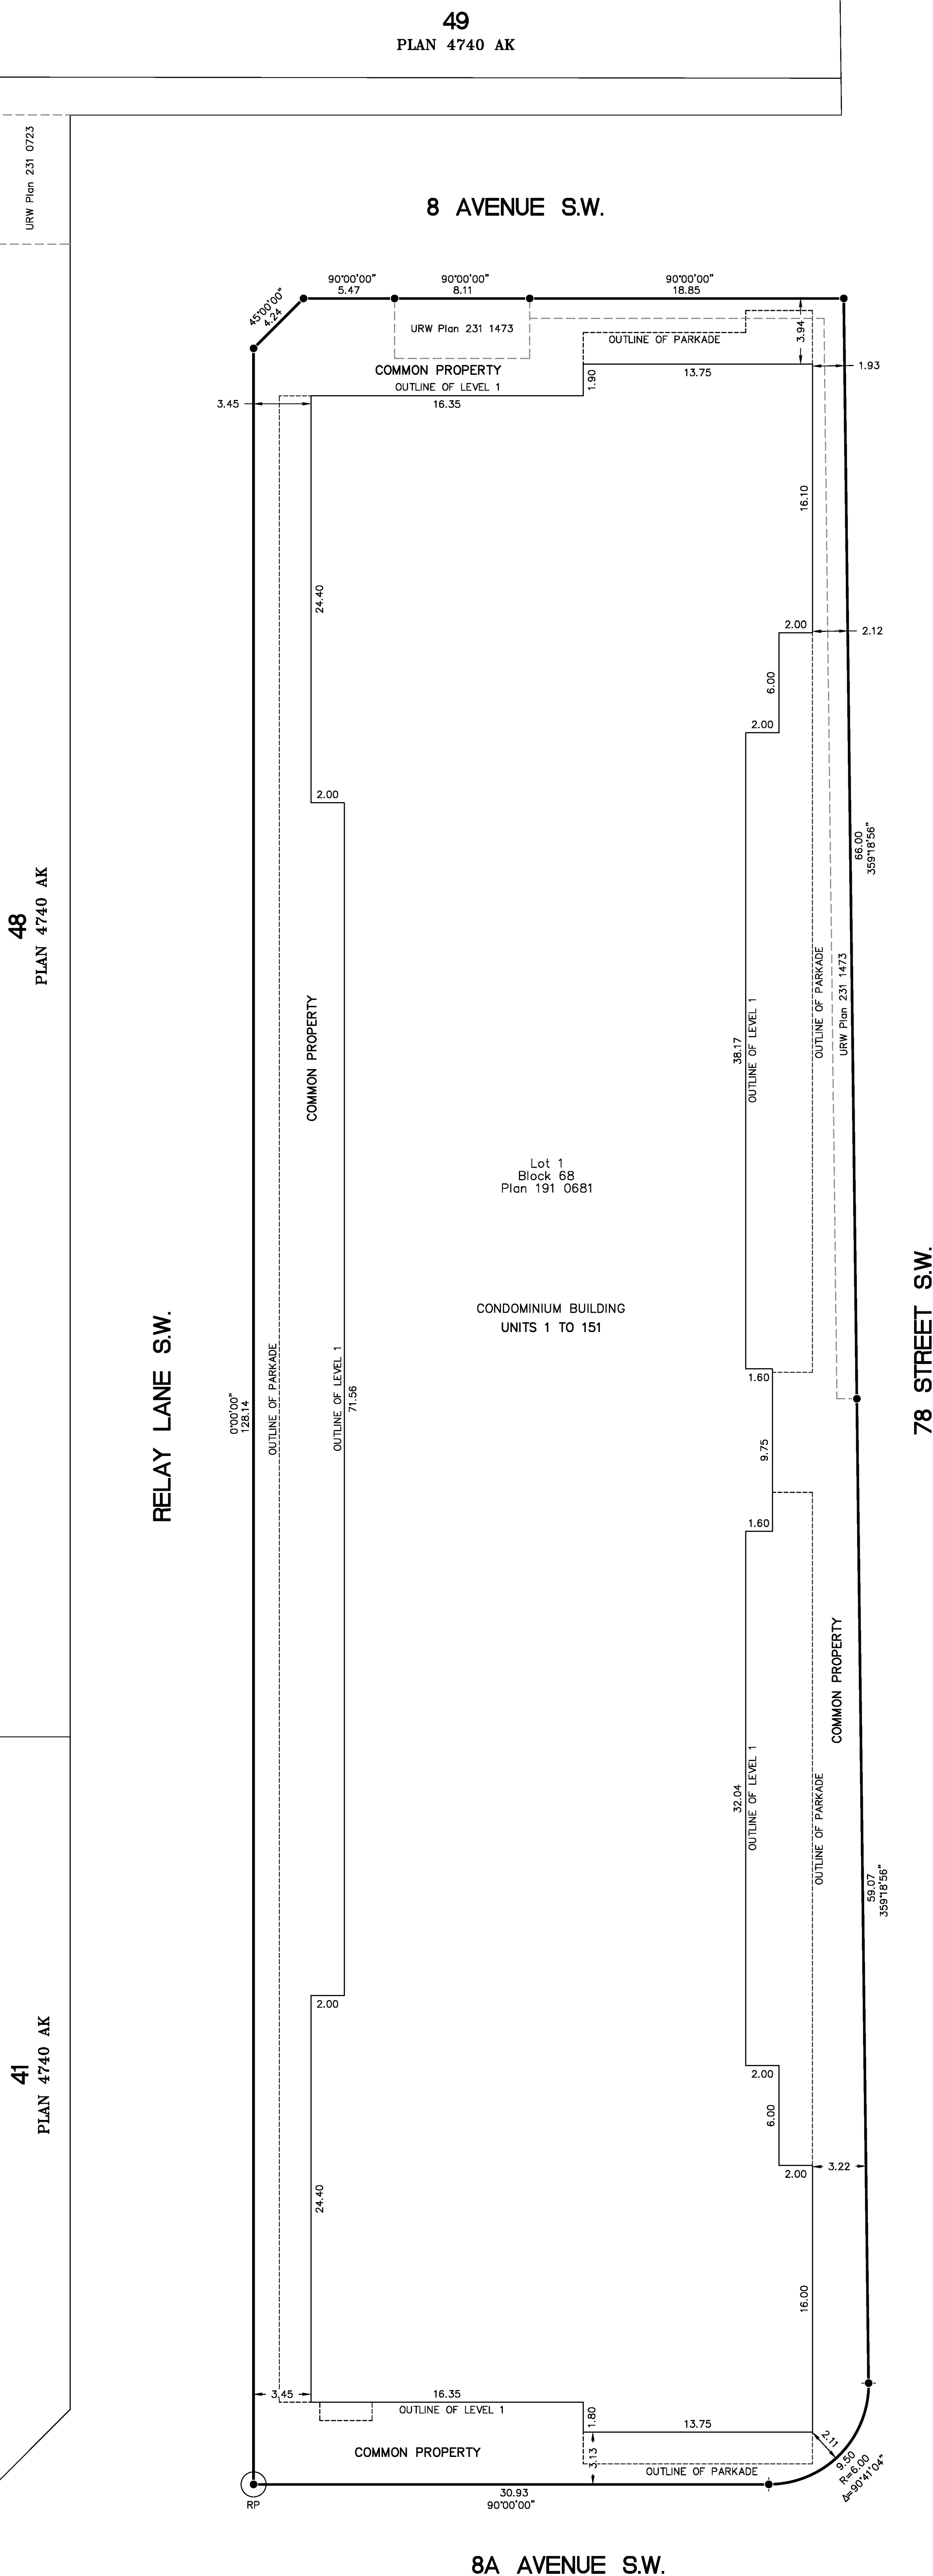 49
PLAN 4740 AK
URW Plan 231 0723
8 AVENUE S.W.
45°00'00"
4.24
90°00'00"
5.47
90°00'00"
8.11
90°00'00"
18.85
URW Plan 231 1473
OUTLINE OF PARKADE
3.94
1.93
COMMON PROPERTY
OUTLINE OF LEVEL 1
1.90
13.75
3.45
16.35
16.10
24.40
2.00
2.12
6.00
2.00
2.00
66.00
359°18'56"
48
PLAN 4740 AK
COMMON PROPERTY
38.17
OUTLINE OF LEVEL 1
OUTLINE OF PARKADE
URW Plan 231 1473
Lot 1
Block 68
Plan 191 0681
CONDOMINIUM BUILDING
UNITS 1 TO 151
78 STREET S.W.
RELAY LANE S.W.
0°00'00"
128.14
OUTLINE OF PARKADE
OUTLINE OF LEVEL 1
71.56
1.60
9.75
1.60
COMMON PROPERTY
32.04
OUTLINE OF LEVEL 1
OUTLINE OF PARKADE
59.07
359°18'56"
2.00
41
PLAN 4740 AK
2.00
6.00
2.00
3.22
24.40
16.00
3.45
16.35
OUTLINE OF LEVEL 1
1.80
13.75
2.11
COMMON PROPERTY
3.13
OUTLINE OF PARKADE
9.50
R=6.00
Δ=90°41'04"
RP
30.93
90°00'00"
8A AVENUE S.W.